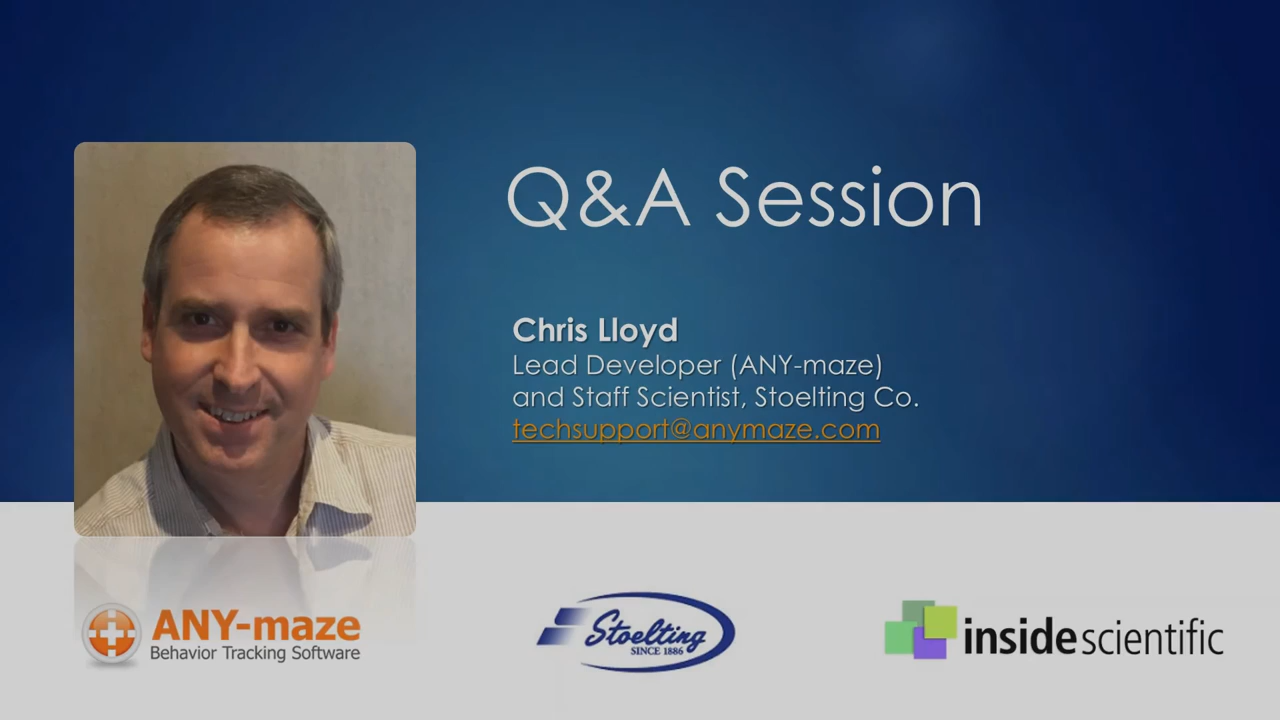 Q&A Session
Chris Lloyd
Lead Developer (ANY-maze)
and Staff Scientist, Stoelting Co.
techsupport@anymaze.com
ANY-maze
Behavior Tracking Software
Stoelting
SINCE 1886
insidescientific